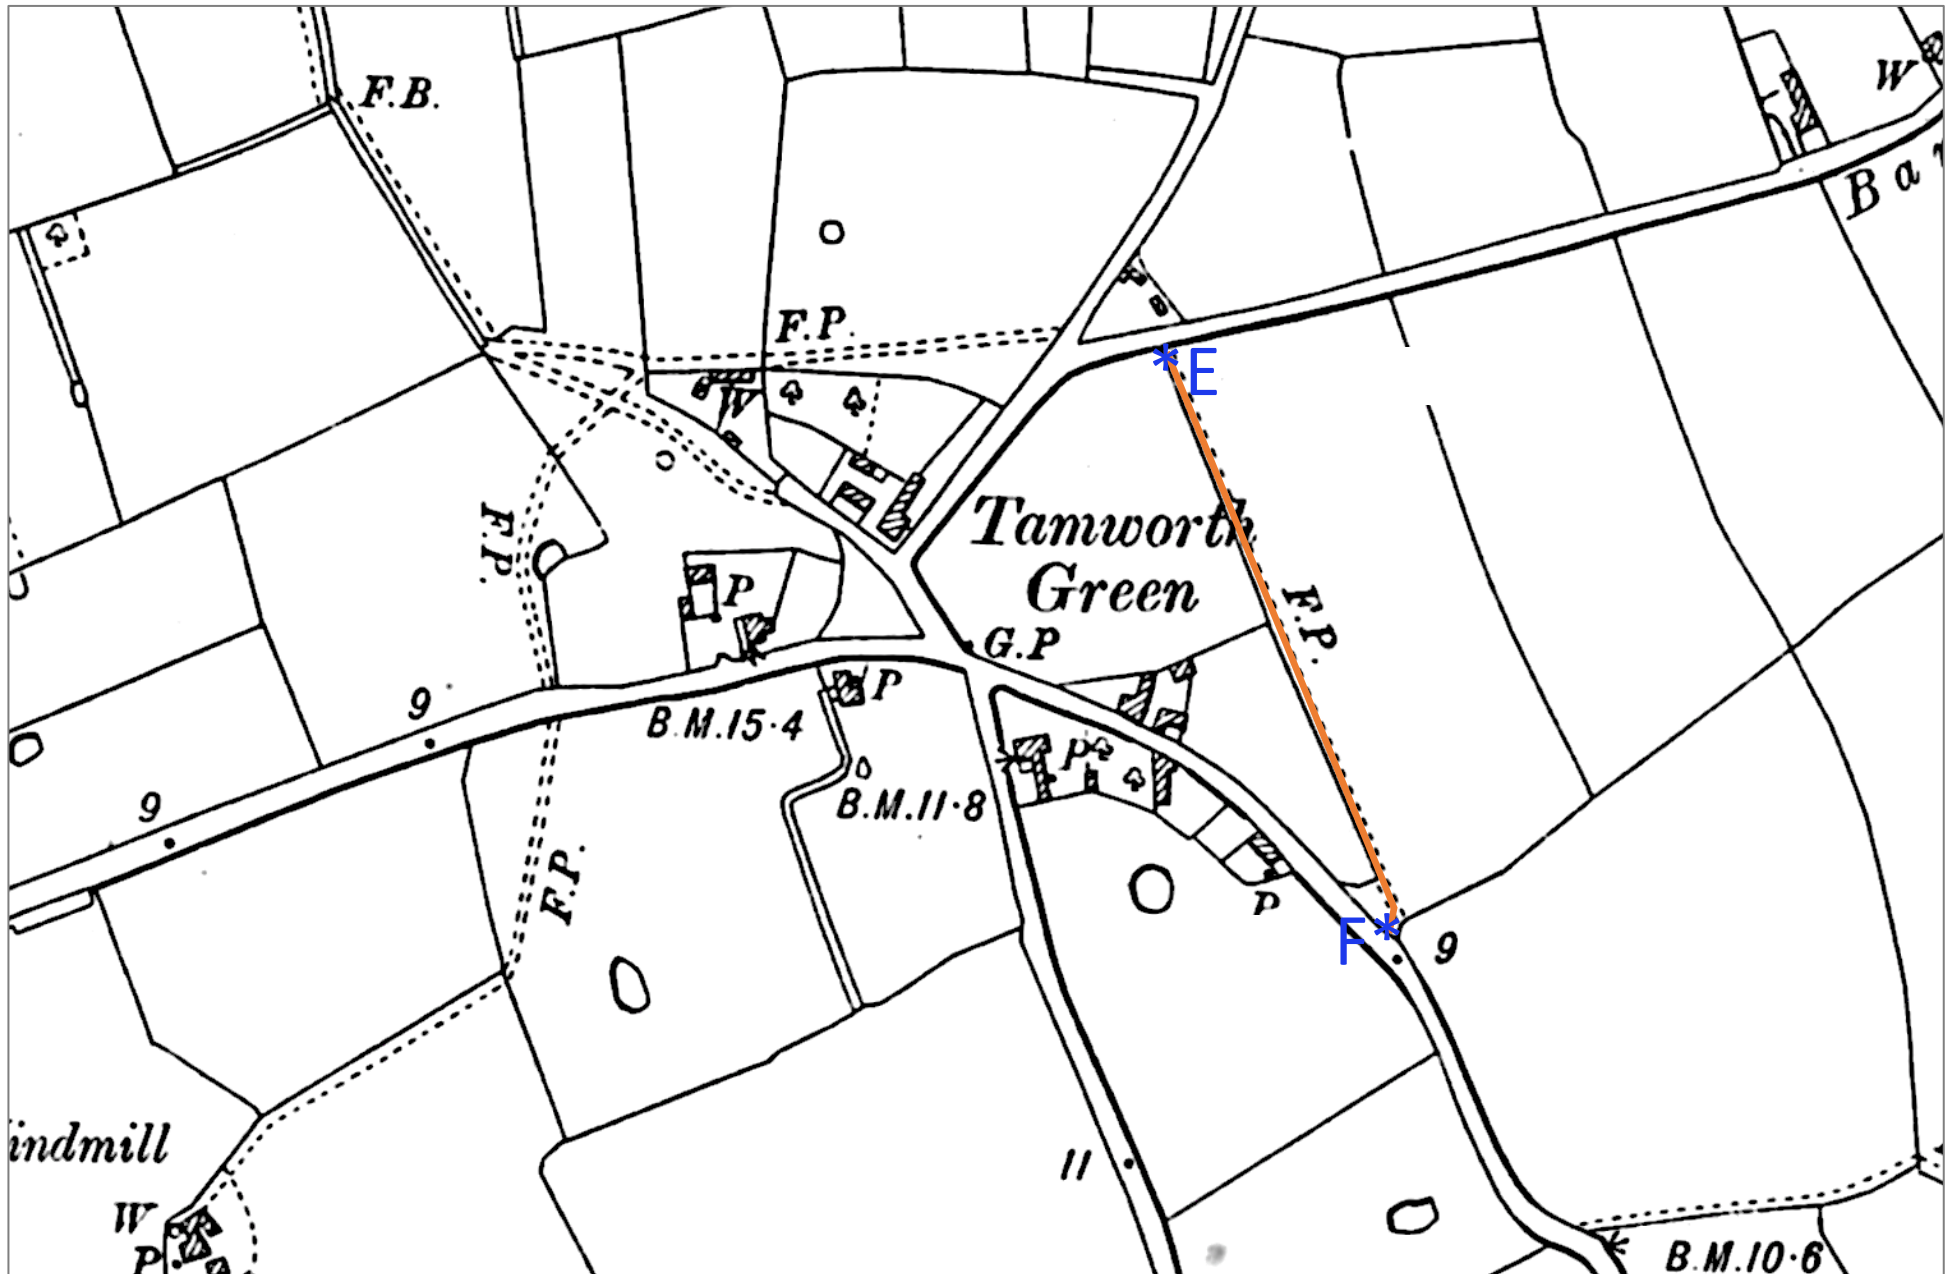 F.B.
W
Ba
F.P.
E
W
F.P.
Tamworth
Green
P
F.P.
G.P
P
9
B.M.15.4
P
9
B.M.11.8
P
F.P.
F
9
indmill
11
W
P
B.M.10.6